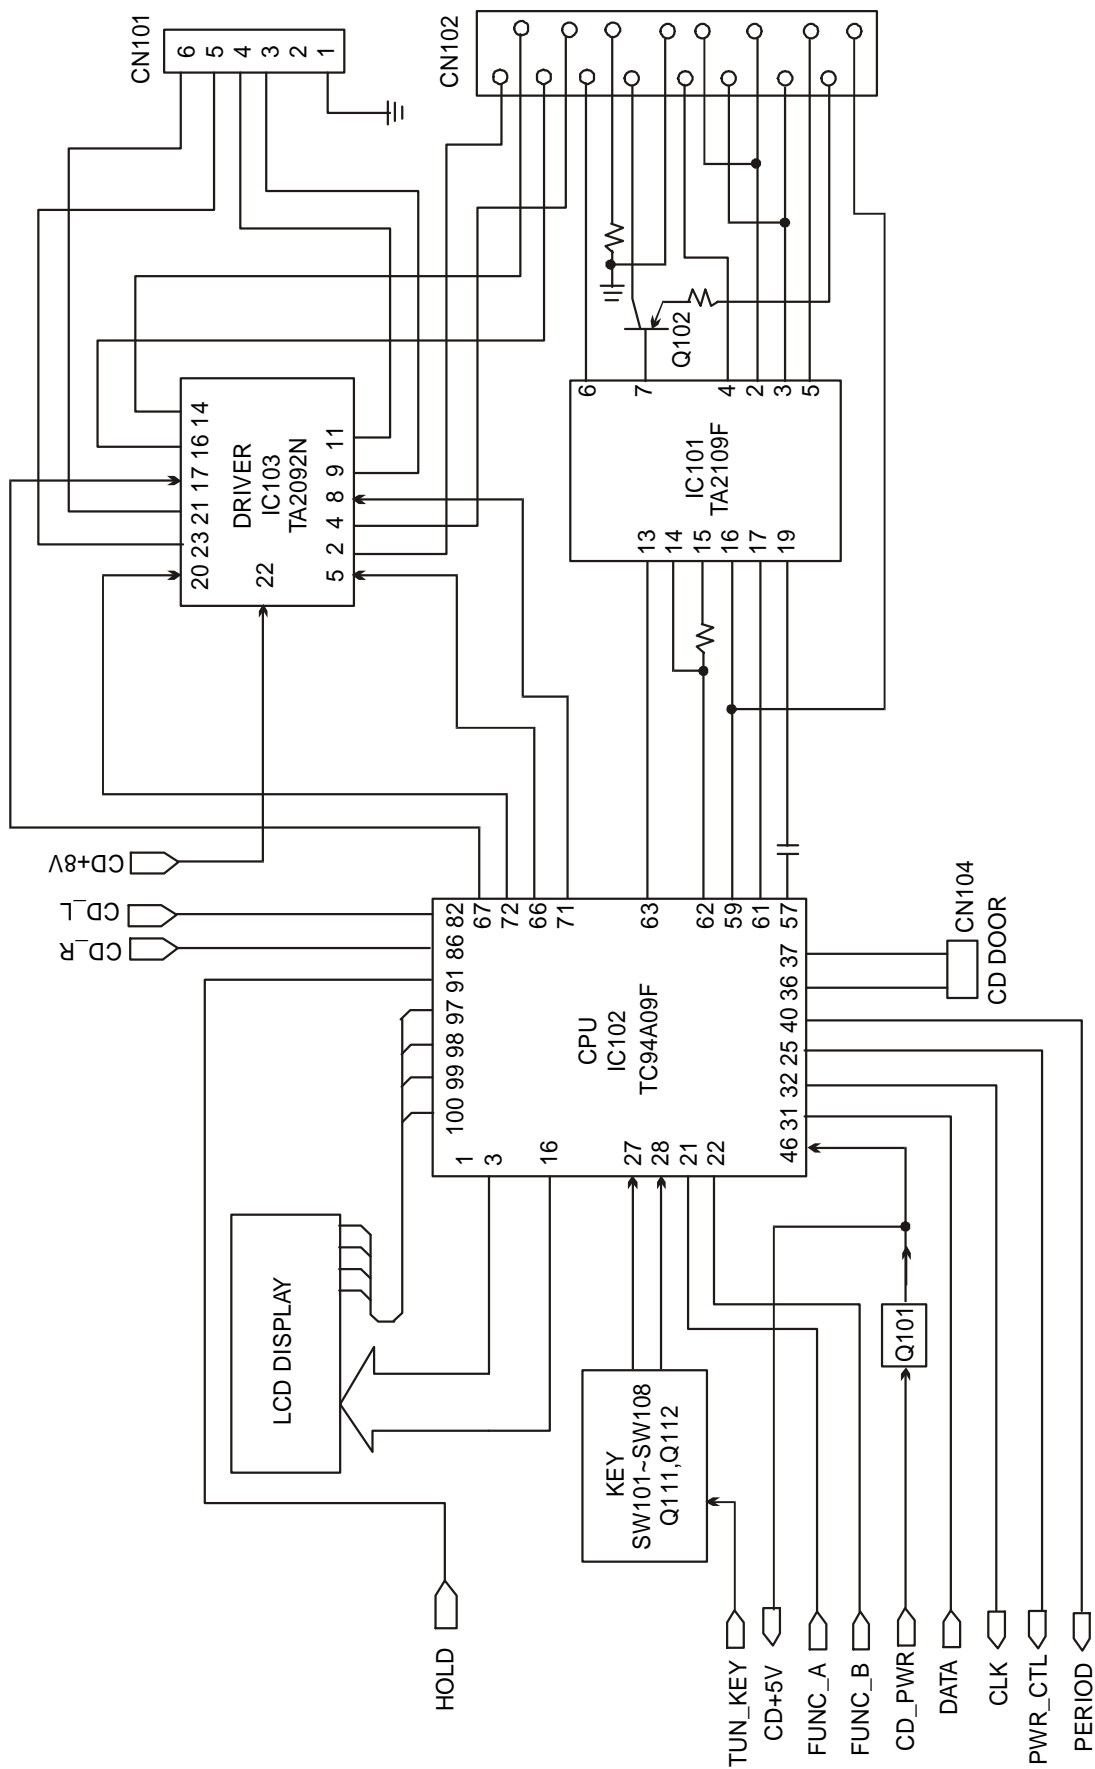 CN101
6
5
4
3
2
1
CN102
14
16
17
21
23
20
DRIVER
IC103
TA2092N
22
11
9
8
4
2
5
Q102
6
7
4
2
3
5
IC101
TA2109F
13
14
15
16
17
19
CD+8V
CD_L
CD_R
82
86
91
97
98
99
100
67
72
66
71
63
62
59
61
57
CPU
IC102
TC94A09F
1
3
16
27
28
21
22
37
36
40
25
32
31
46
CN104
CD DOOR
LCD DISPLAY
KEY
SW101~SW108
Q111,Q112
Q101
HOLD
TUN_KEY
CD+5V
FUNC_A
FUNC_B
CD_PWR
DATA
CLK
PWR_CTL
PERIOD